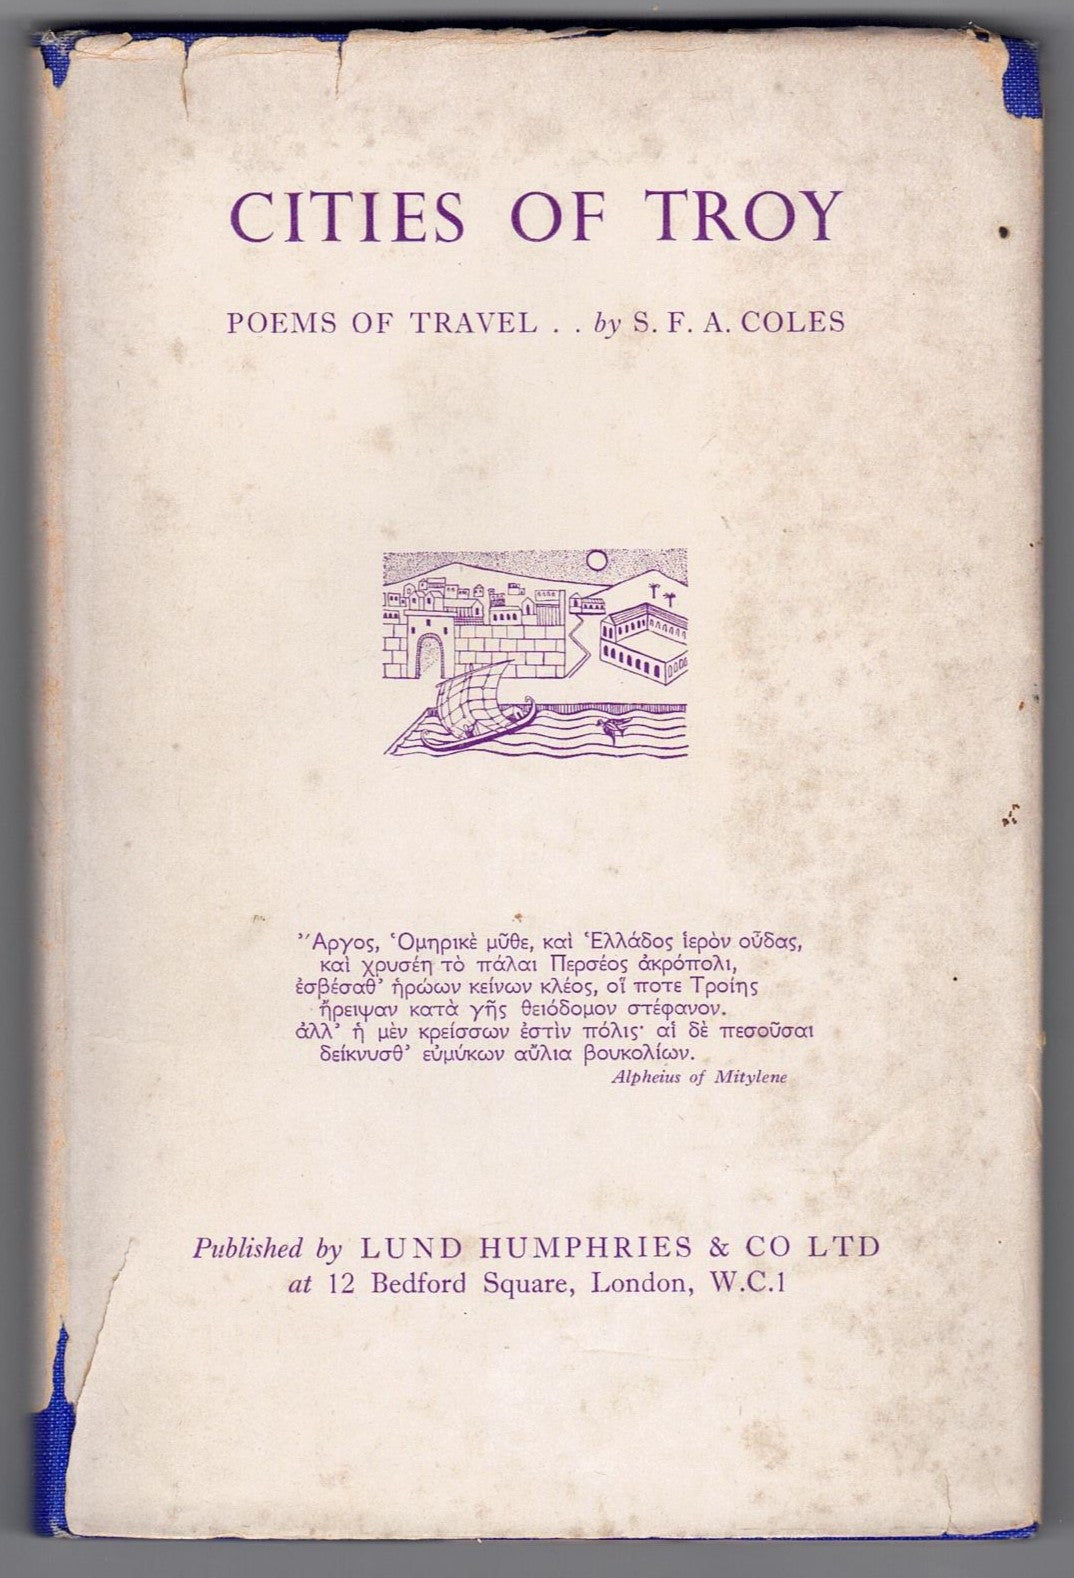 CITIES OF TROY
POEMS OF TRAVEL . . by S. F. A. COLES
Ἄργος, Ὁμηρικὲ μῦθε, καὶ Ἑλλάδος ἱερὸν οὖδας,
καὶ χρυσέη τὸ πάλαι Περσέος ἀκρόπολι,
ἐσβέσαθ’ ἡρώων κείνων κλέος, οἵ ποτε Τροίης
ἤρειψαν κατὰ γῆς θειόδομον στέφανον.
ἀλλ’ ἡ μὲν κρείσσων ἐστὶν πόλις· αἱ δὲ πεσοῦσαι
δείκνυσθ’ εὐμύκων αὔλια βουκολίων.
Alpheius of Mitylene
Published by LUND HUMPHRIES & CO LTD
at 12 Bedford Square, London, W.C.1